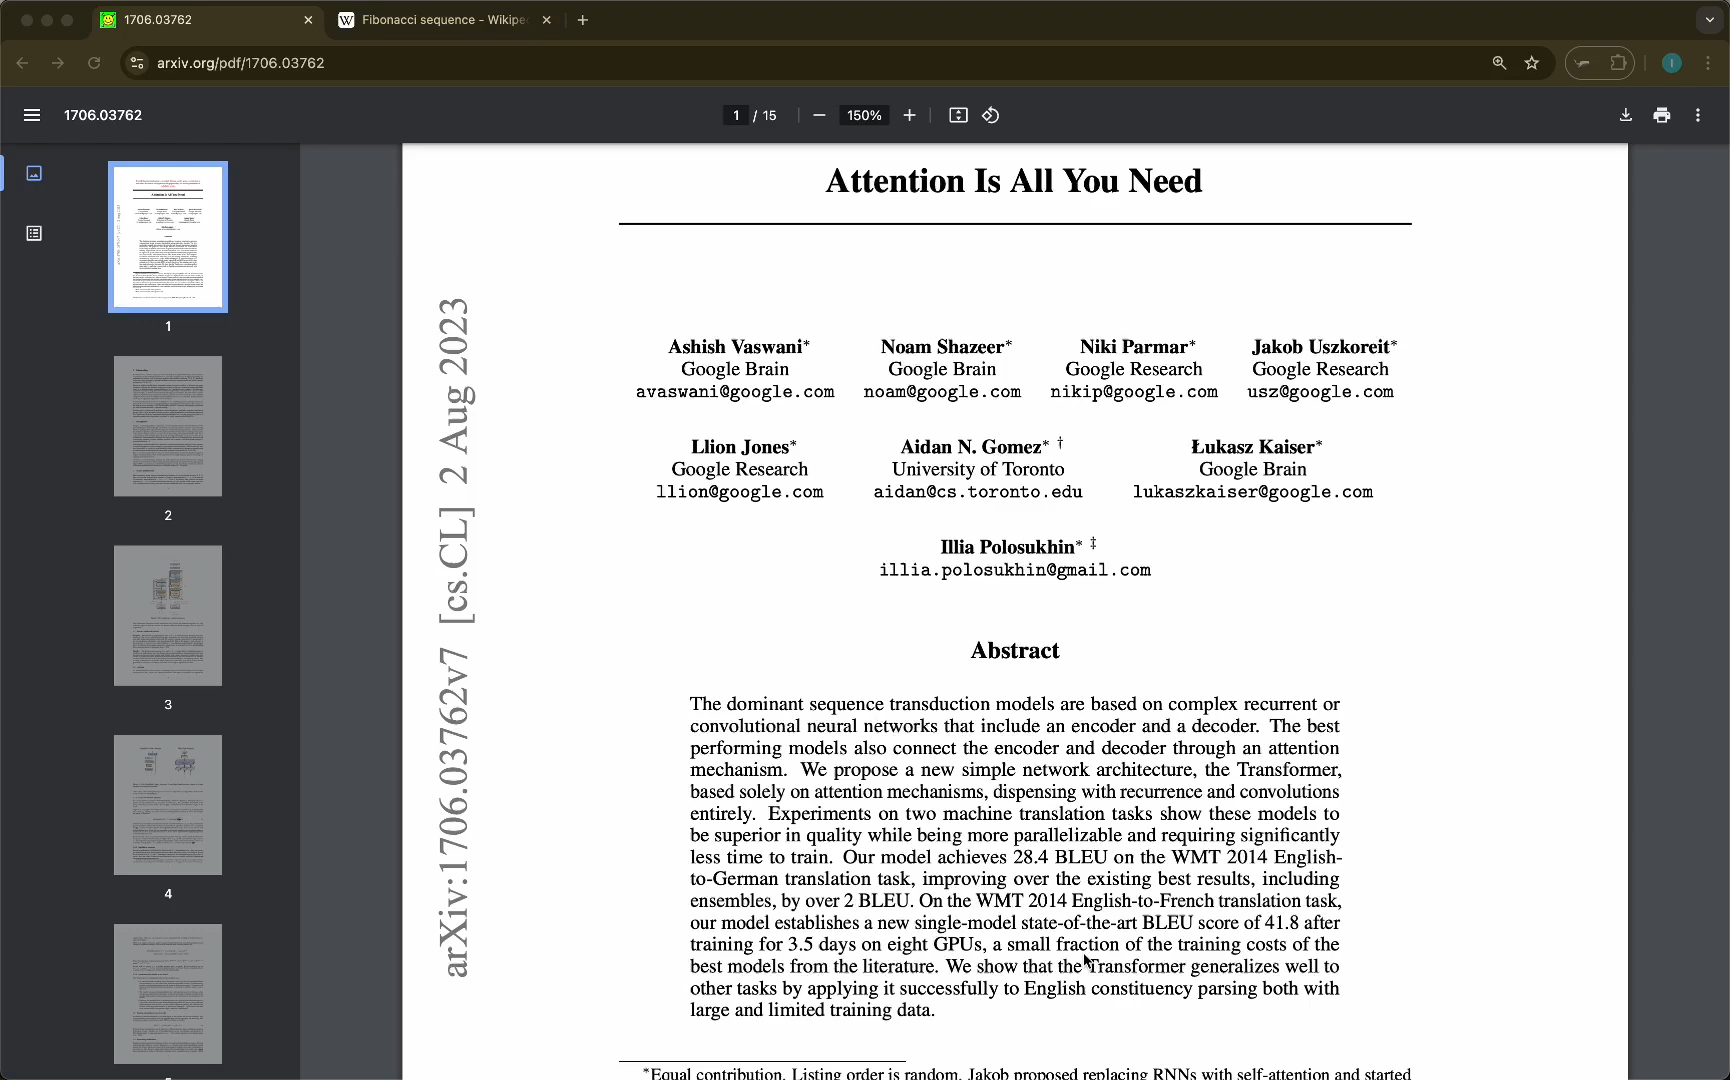 1706.03762
Fibonacci sequence - Wikipe
arxiv.org/pdf/1706.03762
I
1706.03762
1 / 15
150%
1
2
3
4
Attention Is All You Need
arXiv:1706.03762v7 [cs.CL] 2 Aug 2023
Ashish Vaswani* Noam Shazeer* Niki Parmar* Jakob Uszkoreit*
Google Brain Google Brain Google Research Google Research
avaswani@google.com noam@google.com nikip@google.com usz@google.com
Llion Jones* Aidan N. Gomez* † Łukasz Kaiser*
Google Research University of Toronto Google Brain
llion@google.com aidan@cs.toronto.edu lukaszkaiser@google.com
Illia Polosukhin* ‡
illia.polosukhin@gmail.com
Abstract
The dominant sequence transduction models are based on complex recurrent or
convolutional neural networks that include an encoder and a decoder. The best
performing models also connect the encoder and decoder through an attention
mechanism. We propose a new simple network architecture, the Transformer,
based solely on attention mechanisms, dispensing with recurrence and convolutions
entirely. Experiments on two machine translation tasks show these models to
be superior in quality while being more parallelizable and requiring significantly
less time to train. Our model achieves 28.4 BLEU on the WMT 2014 English-
to-German translation task, improving over the existing best results, including
ensembles, by over 2 BLEU. On the WMT 2014 English-to-French translation task,
our model establishes a new single-model state-of-the-art BLEU score of 41.8 after
training for 3.5 days on eight GPUs, a small fraction of the training costs of the
best models from the literature. We show that the Transformer generalizes well to
other tasks by applying it successfully to English constituency parsing both with
large and limited training data.
*Equal contribution. Listing order is random. Jakob proposed replacing RNNs with self-attention and started